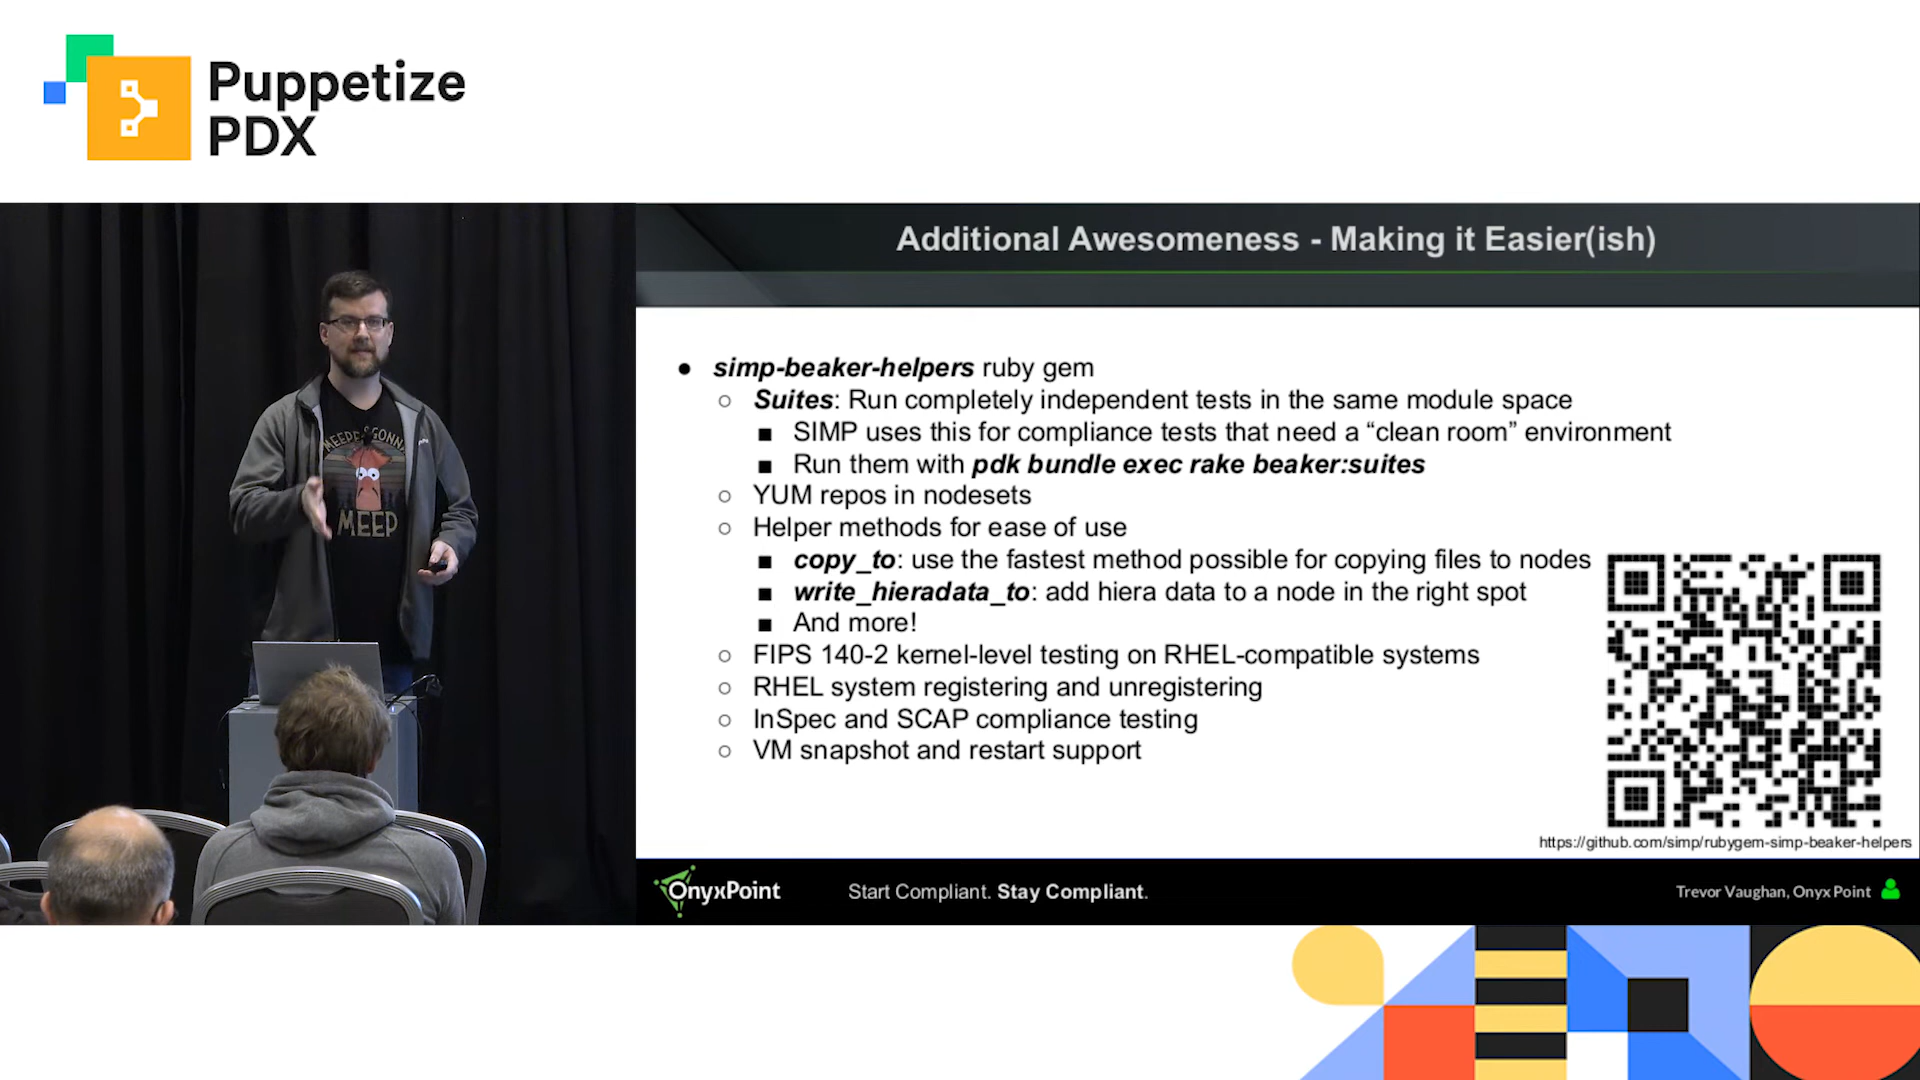 Puppetize
PDX
Additional Awesomeness - Making it Easier(ish)
● simp-beaker-helpers ruby gem
○ Suites: Run completely independent tests in the same module space
■ SIMP uses this for compliance tests that need a “clean room” environment
■ Run them with pdk bundle exec rake beaker:suites
○ YUM repos in nodesets
○ Helper methods for ease of use
■ copy_to: use the fastest method possible for copying files to nodes
■ write_hieradata_to: add hiera data to a node in the right spot
■ And more!
○ FIPS 140-2 kernel-level testing on RHEL-compatible systems
○ RHEL system registering and unregistering
○ InSpec and SCAP compliance testing
○ VM snapshot and restart support
https://github.com/simp/rubygem-simp-beaker-helpers
OnyxPoint
Start Compliant. Stay Compliant.
Trevor Vaughan, Onyx Point
MEEP